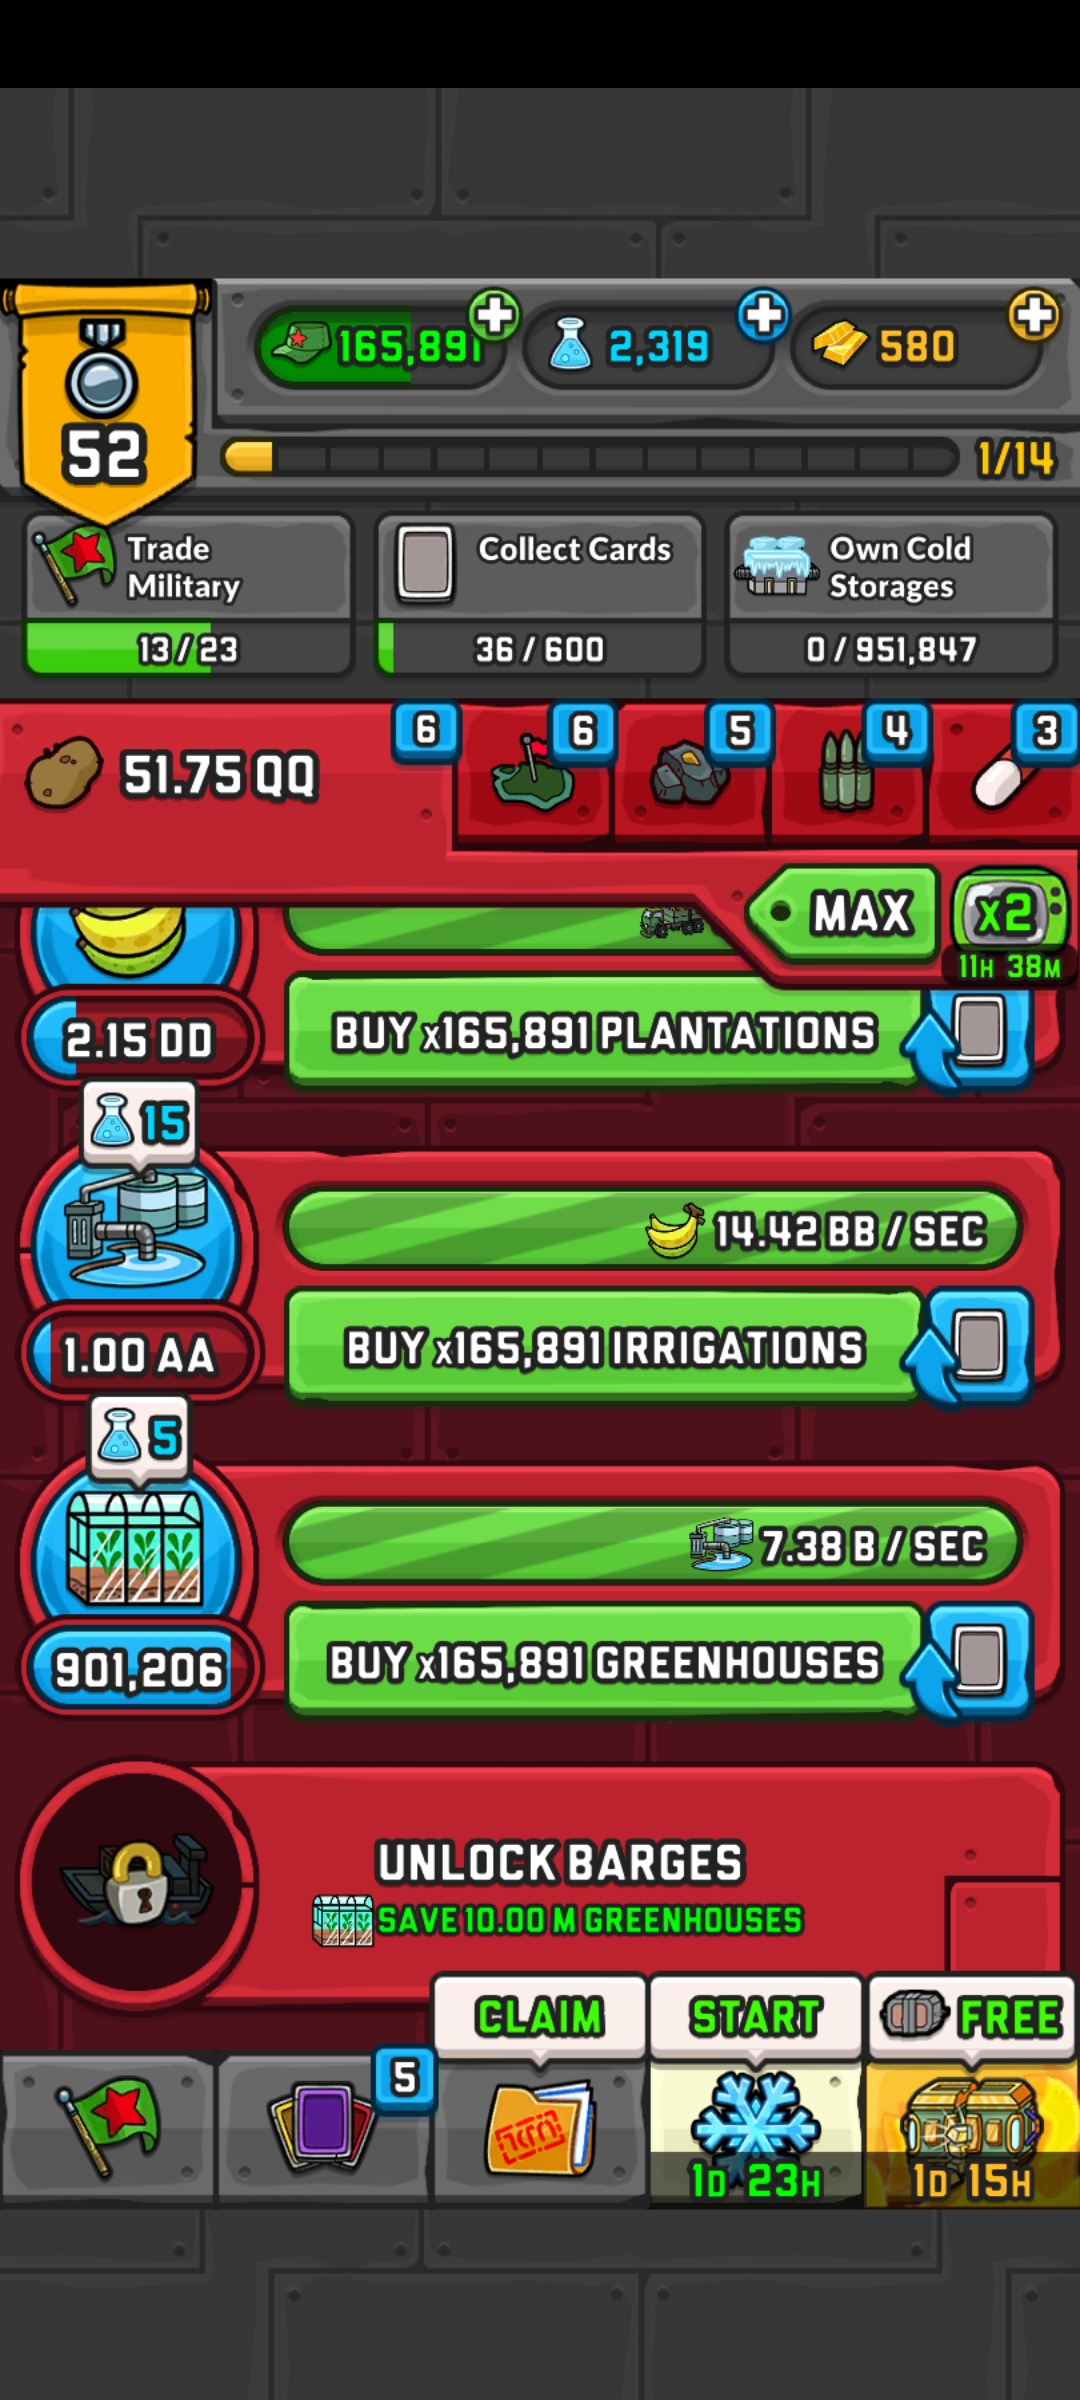 165,891
2,319
580
52
1/14
Trade
Military
13/23
Collect Cards
36/600
Own Cold
Storages
0/951,847
51.75 QQ
6
6
5
4
3
MAX
x2
11H 38M
2.15 DD
BUY x165,891 PLANTATIONS
15
14.42 BB / SEC
1.00 AA
BUY x165,891 IRRIGATIONS
5
7.38 B / SEC
901,206
BUY x165,891 GREENHOUSES
UNLOCK BARGES
SAVE 10.00 M GREENHOUSES
CLAIM
START
FREE
5
1D 23H
1D 15H